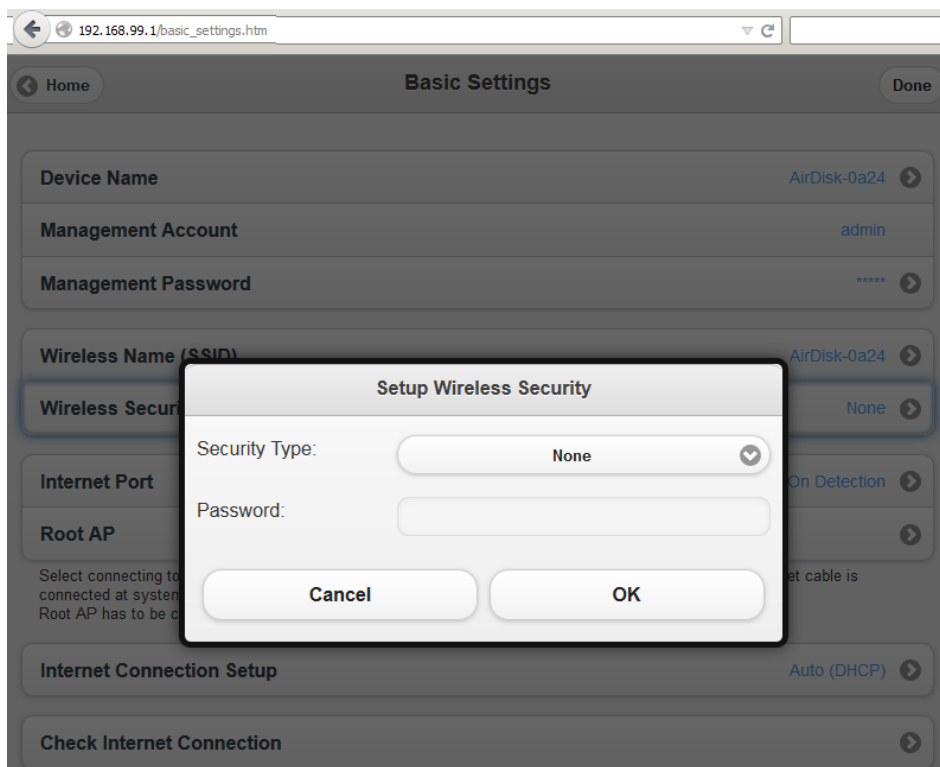 192.168.99.1/basic_settings.htm
Home
Basic Settings
Done
Device Name
AirDisk-0a24
Management Account
admin
Management Password
*****
Wireless Name (SSID)
AirDisk-0a24
Wireless Securi
None
Setup Wireless Security
Security Type:
None
Password:
Cancel
OK
Internet Port
On Detection
Root AP
Select connecting to
et cable is
connected at system
Root AP has to be c
Internet Connection Setup
Auto (DHCP)
Check Internet Connection